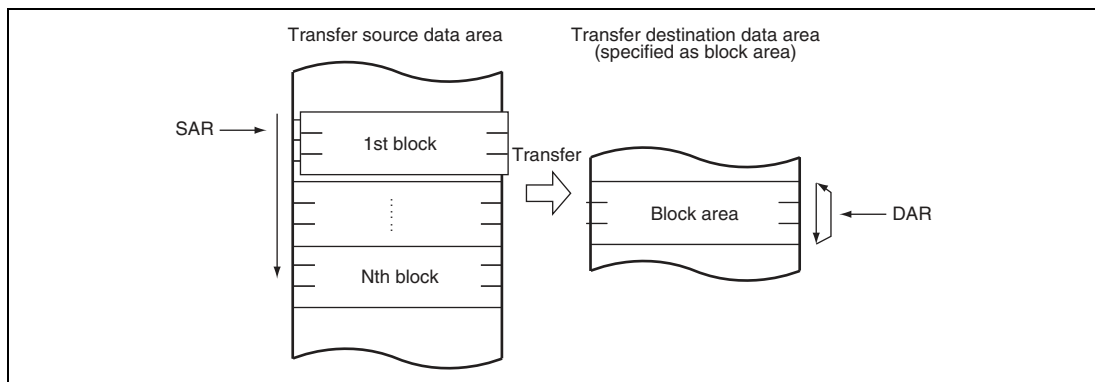 Transfer source data area
Transfer destination data area
(specified as block area)
SAR
1st block
Transfer
Block area
DAR
Nth block